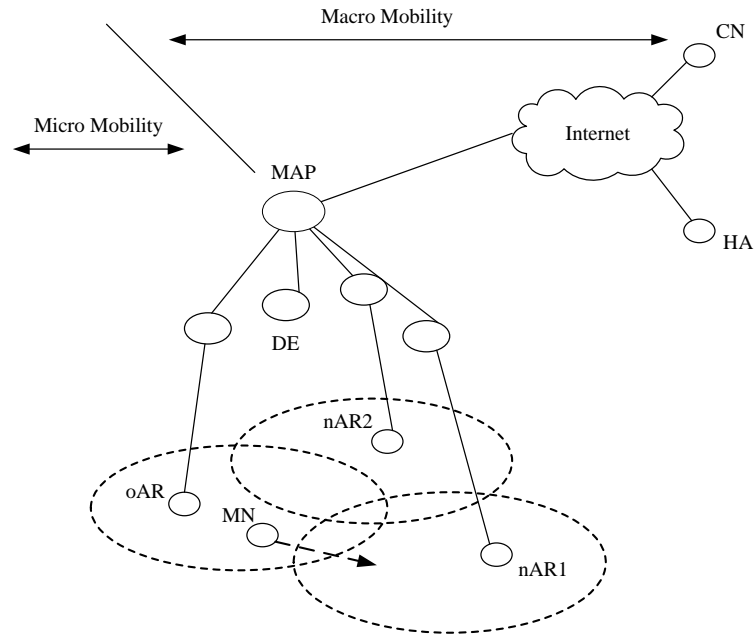 Macro Mobility
CN
Micro Mobility
Internet
MAP
HA
DE
nAR2
oAR
MN
nAR1